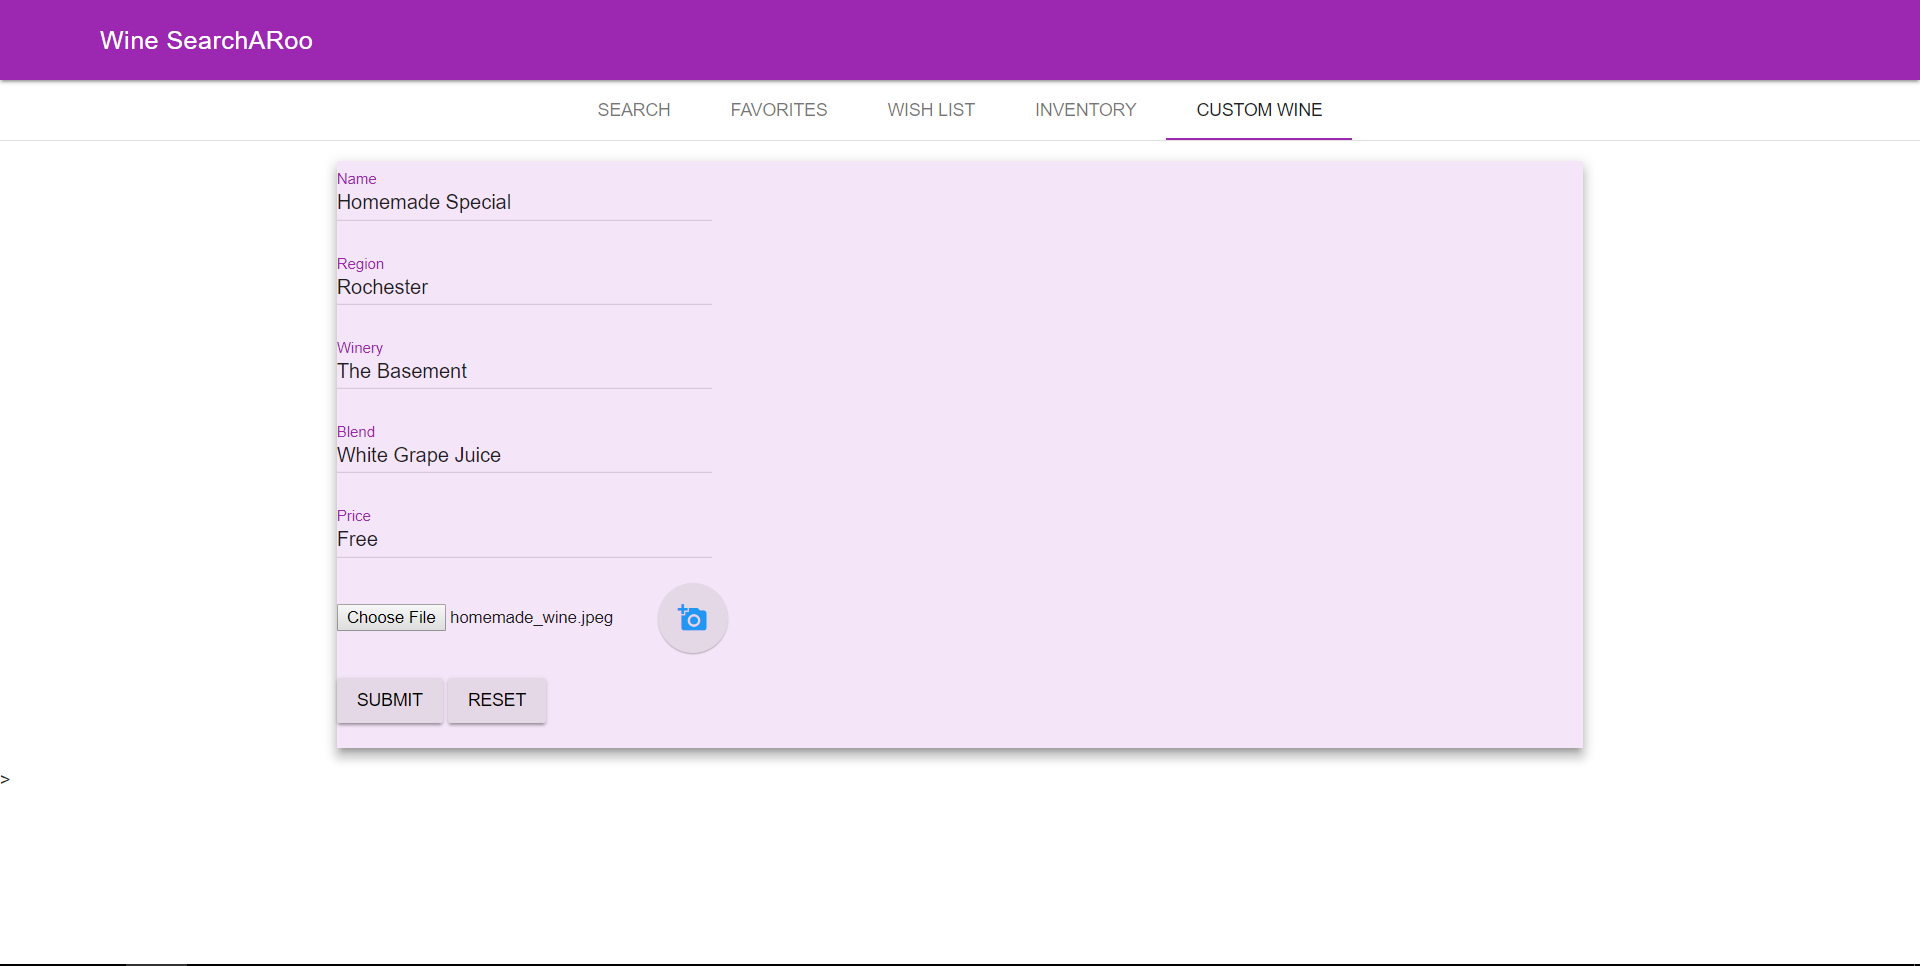 Wine SearchARoo
SEARCH FAVORITES WISH LIST INVENTORY CUSTOM WINE
Name
Homemade Special
Region
Rochester
Winery
The Basement
Blend
White Grape Juice
Price
Free
Choose File homemade_wine.jpeg
SUBMIT RESET
>